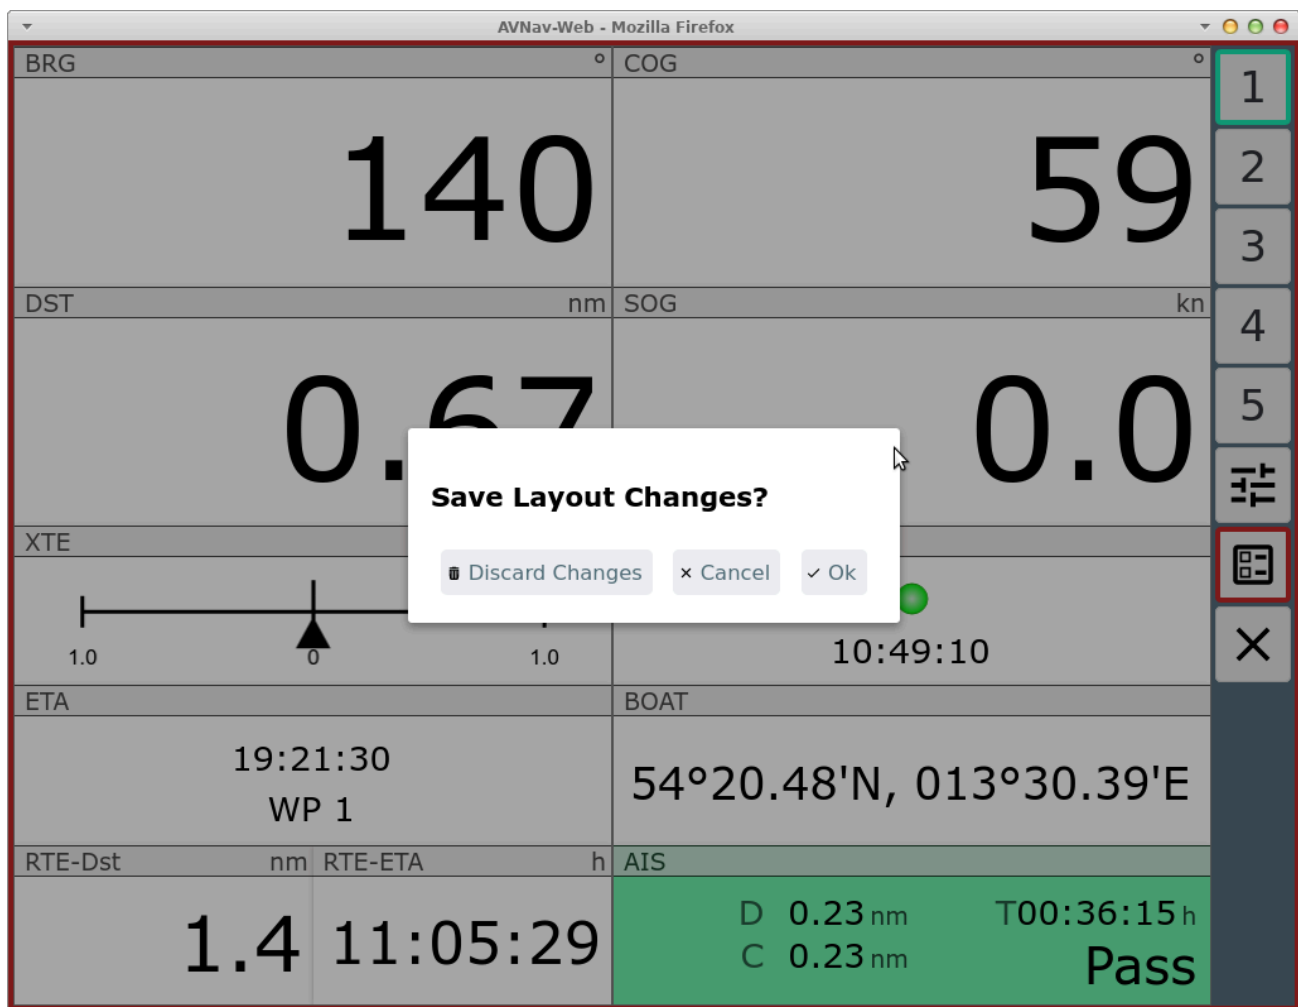 AVNav-Web - Mozilla Firefox
BRG °
140
COG °
59
DST nm
0.67
SOG kn
0.0
XTE
1.0 0 1.0
10:49:10
Save Layout Changes?
Discard Changes Cancel Ok
ETA
19:21:30
WP 1
BOAT
54°20.48'N, 013°30.39'E
RTE-Dst nm
1.4
RTE-ETA h
11:05:29
AIS
D 0.23 nm T00:36:15 h
C 0.23 nm Pass
1
2
3
4
5